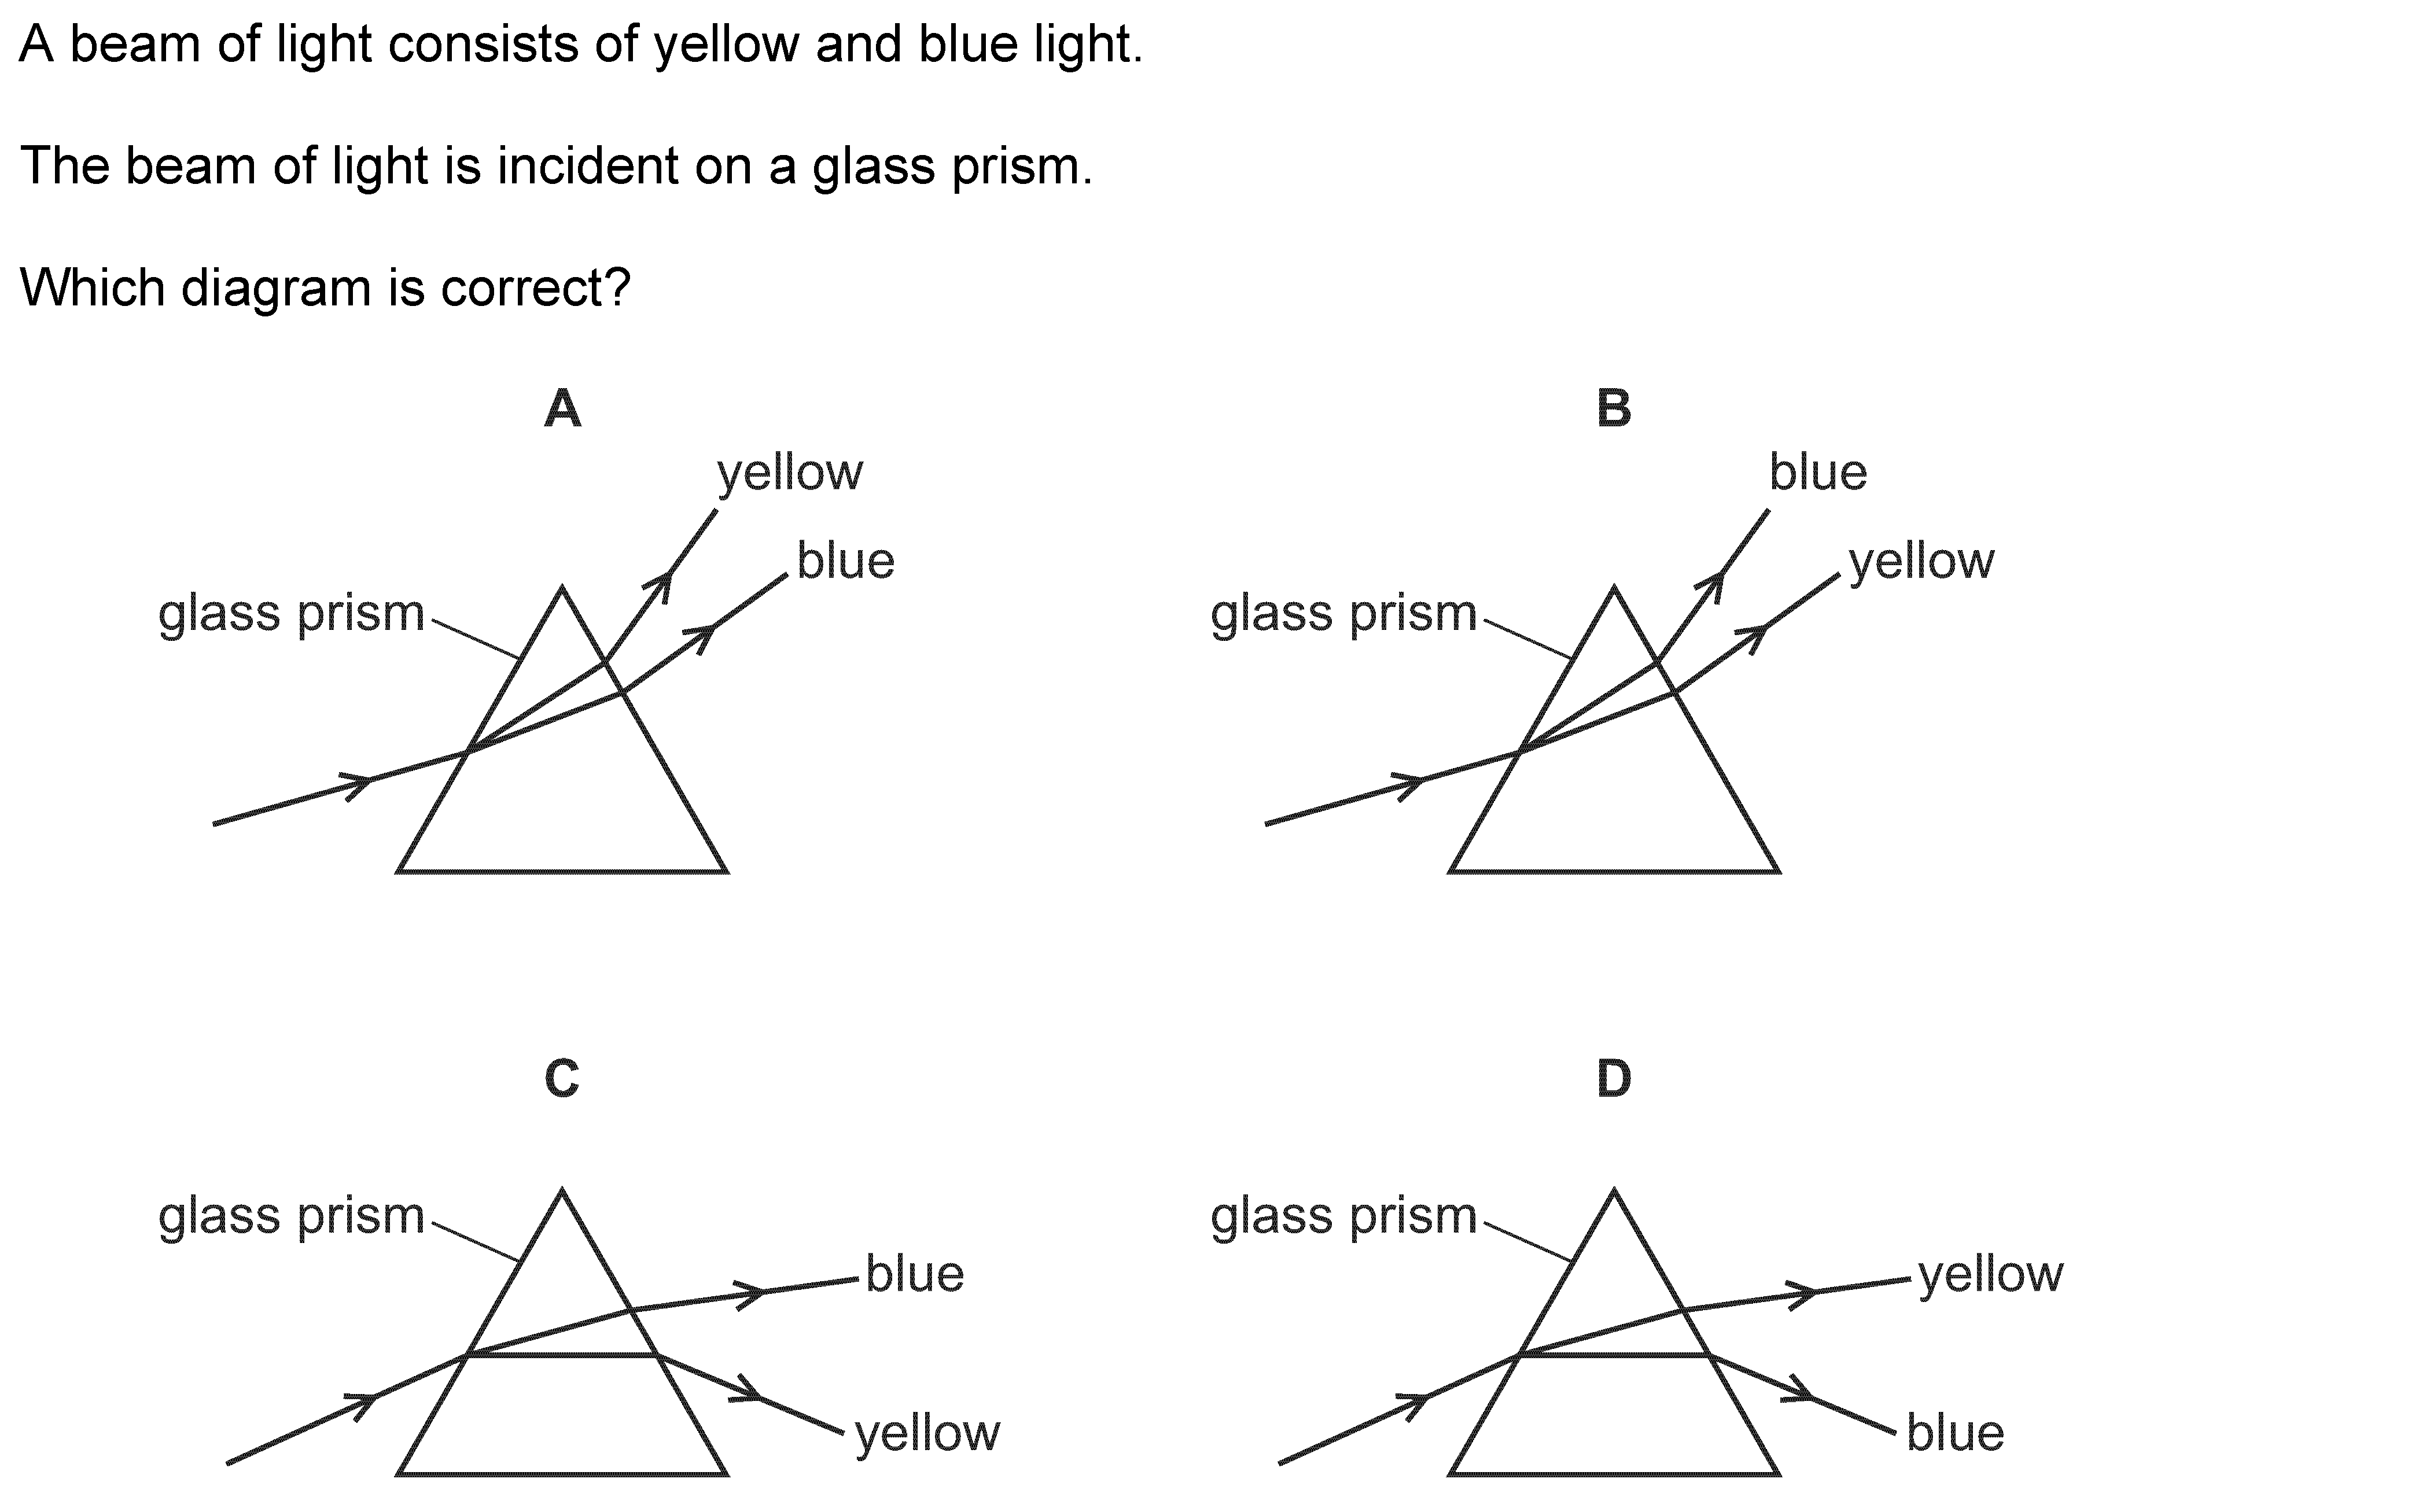 A beam of light consists of yellow and blue light.
The beam of light is incident on a glass prism.
Which diagram is correct?
A
yellow
blue
glass prism
B
blue
yellow
glass prism
C
glass prism
blue
yellow
D
glass prism
yellow
blue